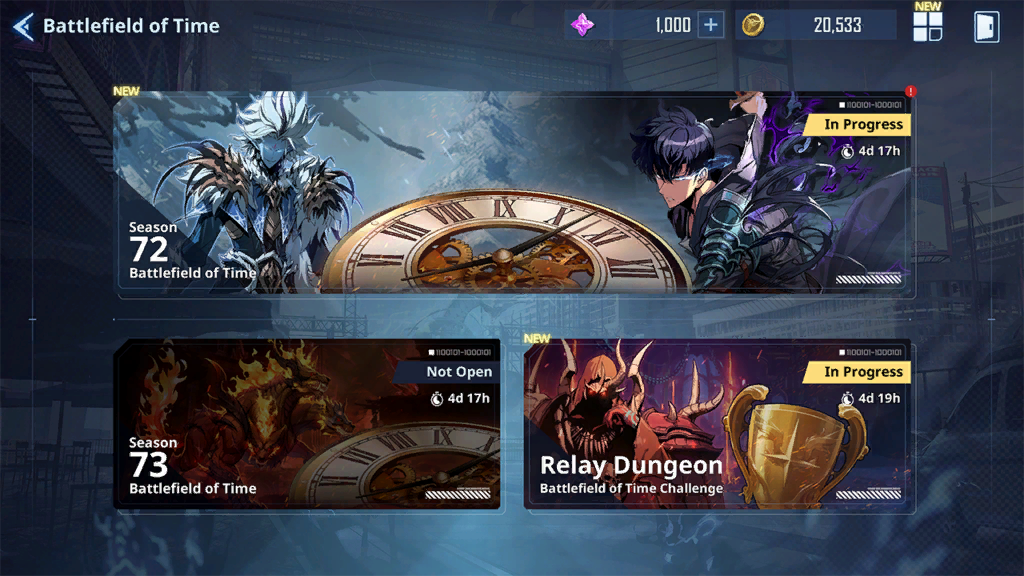 Battlefield of Time
1,000
20,533
NEW
NEW
1100101-1000101
In Progress
4d 17h
Season
72
Battlefield of Time
1100101-1000101
Not Open
4d 17h
Season
73
Battlefield of Time
NEW
1100101-1000101
In Progress
4d 19h
Relay Dungeon
Battlefield of Time Challenge